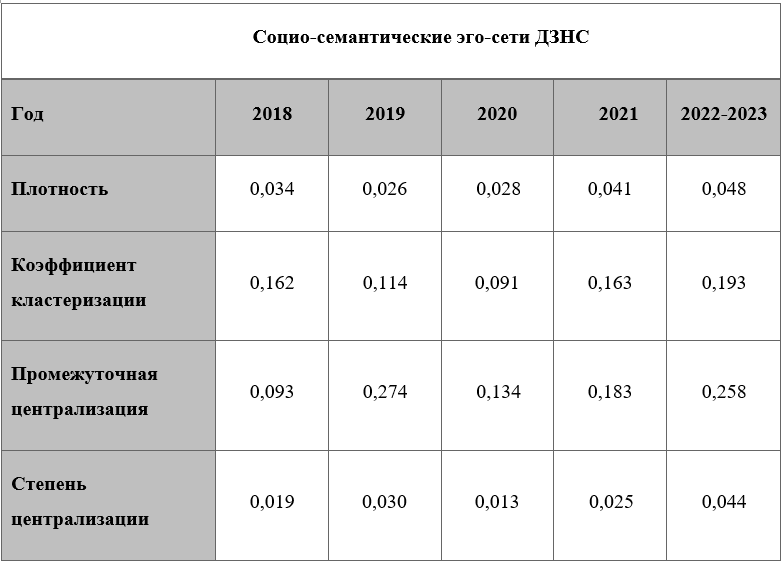 Социо-семантические эго-сети ДЗНС
Год 2018 2019 2020 2021 2022-2023
Плотность 0,034 0,026 0,028 0,041 0,048
Коэффициент
кластеризации 0,162 0,114 0,091 0,163 0,193
Промежуточная
централизация 0,093 0,274 0,134 0,183 0,258
Степень
централизации 0,019 0,030 0,013 0,025 0,044